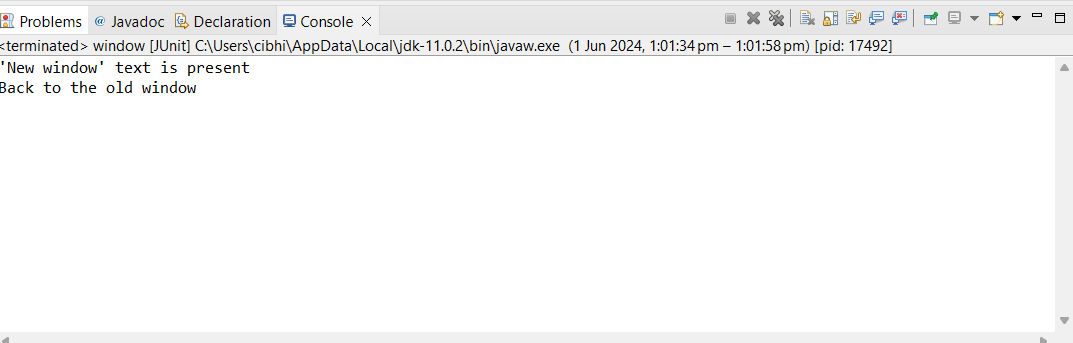 Problems @ Javadoc Declaration Console
<terminated> window [JUnit] C:\Users\cibhi\AppData\Local\jdk-11.0.2\bin\javaw.exe (1 Jun 2024, 1:01:34 pm – 1:01:58 pm) [pid: 17492]
'New window' text is present
Back to the old window